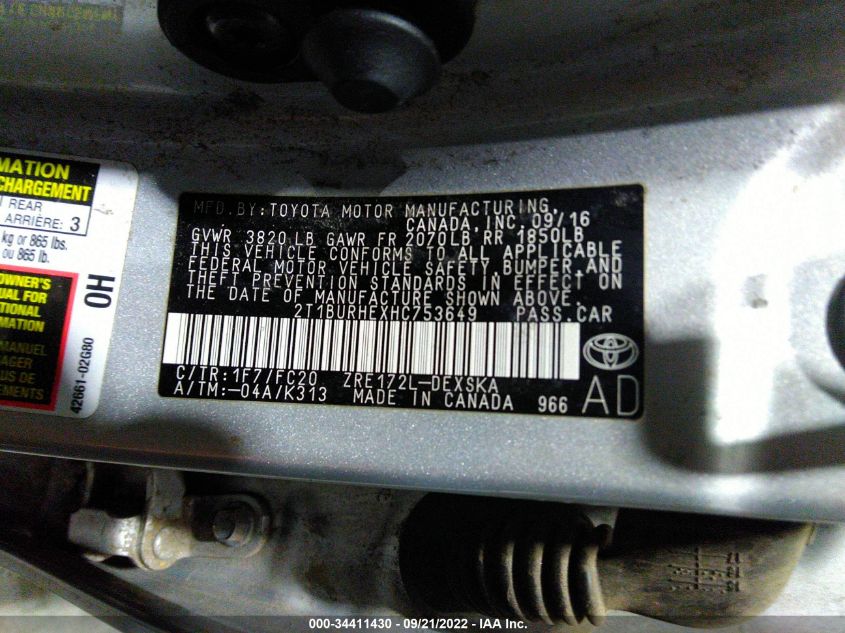 MATION
CHARGEMENT
REAR
ARRIÈRE: 3
kg or 865 lbs.
ou 865 lb.
OWNER'S
UAL FOR
TIONAL
RMATION
MANUEL
AGER
US DE
EMENTS
OH
42661-02G80
MFD.BY:TOYOTA MOTOR MANUFACTURING,
CANADA,INC. 09/16
GVWR 3820LB GAWR FR 2070LB RR 1850LB
THIS VEHICLE CONFORMS TO ALL APPLICABLE
FEDERAL MOTOR VEHICLE SAFETY,BUMPER,AND
THEFT PREVENTION STANDARDS IN EFFECT ON
THE DATE OF MANUFACTURE SHOWN ABOVE.
2T1BURHEXHC753649 PASS.CAR
C/TR:1F7/FC20 ZRE172L-DEXSKA
A/TM:-04A/K313 MADE IN CANADA 966
AD
000-34411430 - 09/21/2022 - IAA Inc.